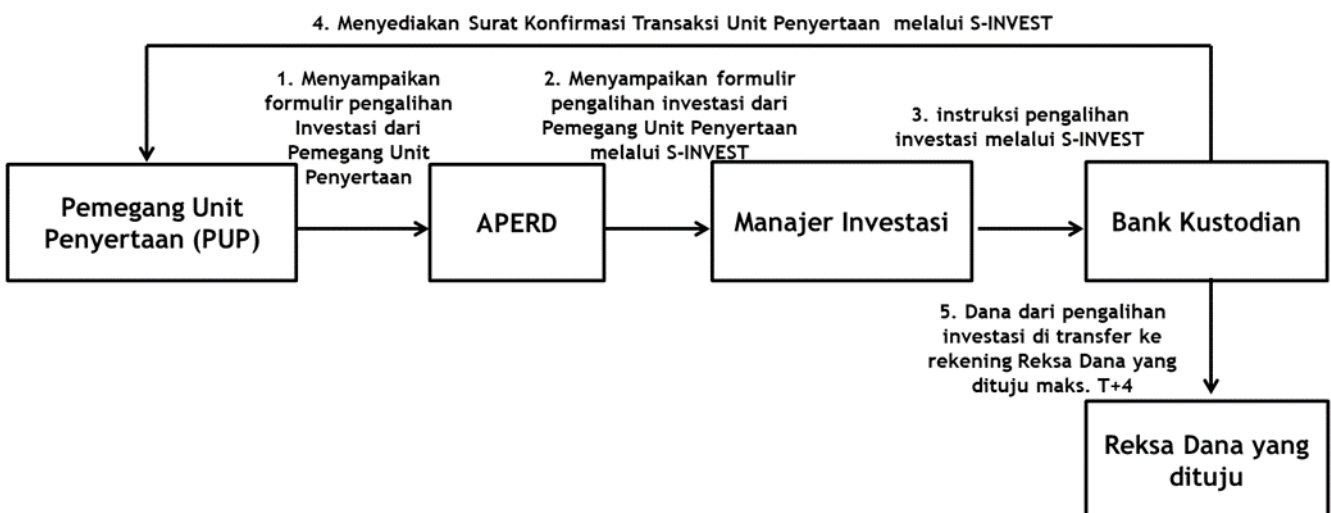 4. Menyediakan Surat Konfirmasi Transaksi Unit Penyertaan melalui S-INVEST
1. Menyampaikan
formulir pengalihan
Investasi dari
Pemegang Unit
Penyertaan
2. Menyampaikan formulir
pengalihan investasi dari
Pemegang Unit Penyertaan
melalui S-INVEST
3. instruksi pengalihan
investasi melalui S-INVEST
Pemegang Unit
Penyertaan (PUP)
APERD
Manajer Investasi
Bank Kustodian
5. Dana dari pengalihan
investasi di transfer ke
rekening Reksa Dana yang
dituju maks. T+4
Reksa Dana yang
dituju